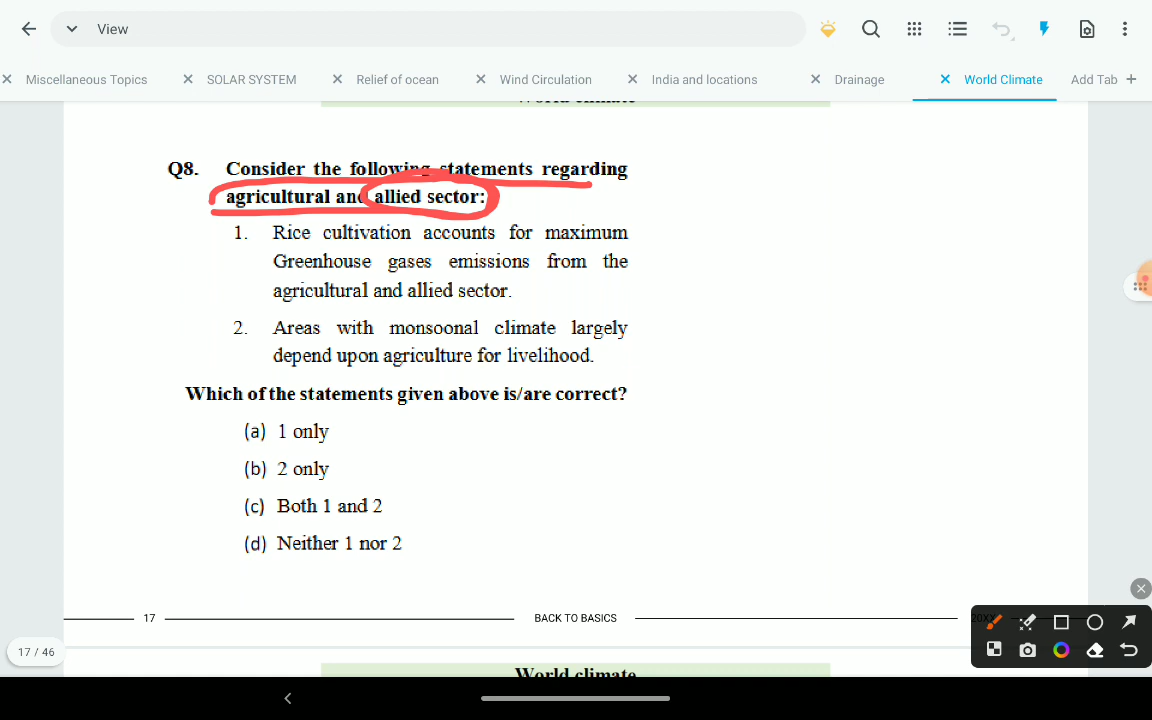 View
Miscellaneous Topics SOLAR SYSTEM Relief of ocean Wind Circulation India and locations Drainage World Climate Add Tab +
World climate
Q8. Consider the following statements regarding
agricultural and allied sector:
1. Rice cultivation accounts for maximum
Greenhouse gases emissions from the
agricultural and allied sector.
2. Areas with monsoonal climate largely
depend upon agriculture for livelihood.
Which of the statements given above is/are correct?
(a) 1 only
(b) 2 only
(c) Both 1 and 2
(d) Neither 1 nor 2
17 BACK TO BASICS
17 / 46
World climate